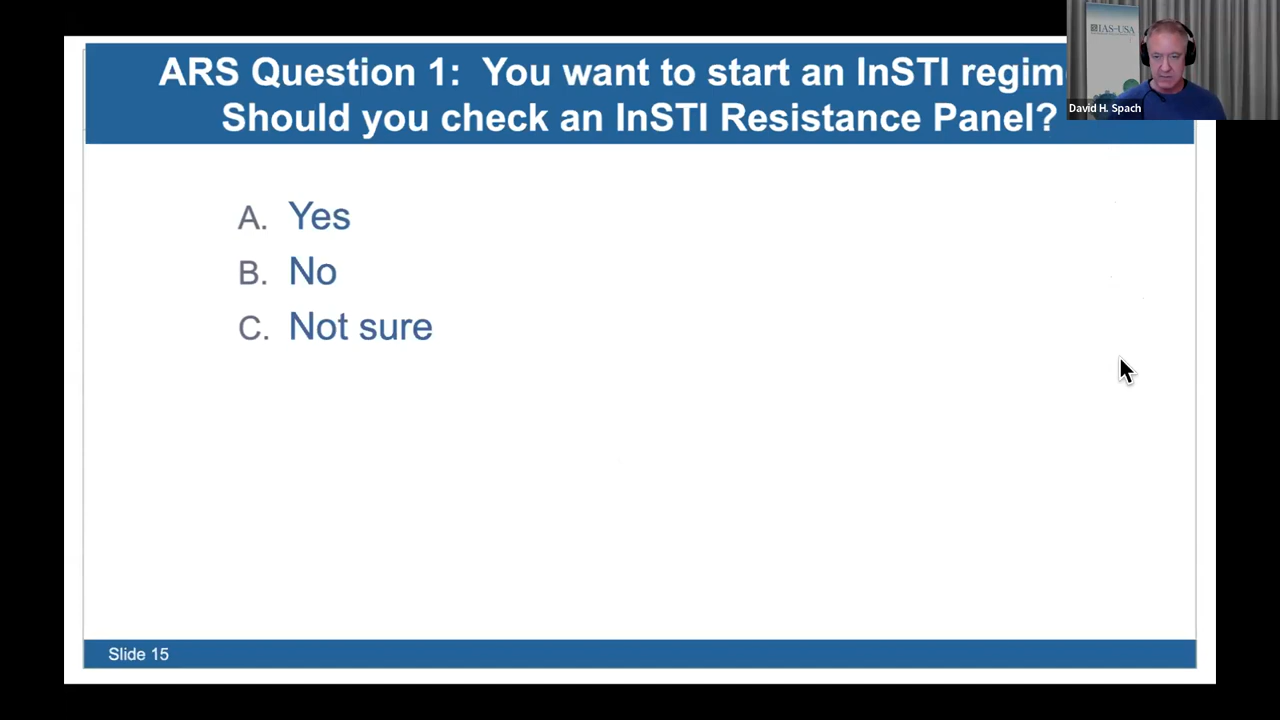 ARS Question 1: You want to start an InSTI
Should you check an InSTI Resistance Panel?
A. Yes
B. No
C. Not sure
Slide 15
IAS-USA
David H. Spach